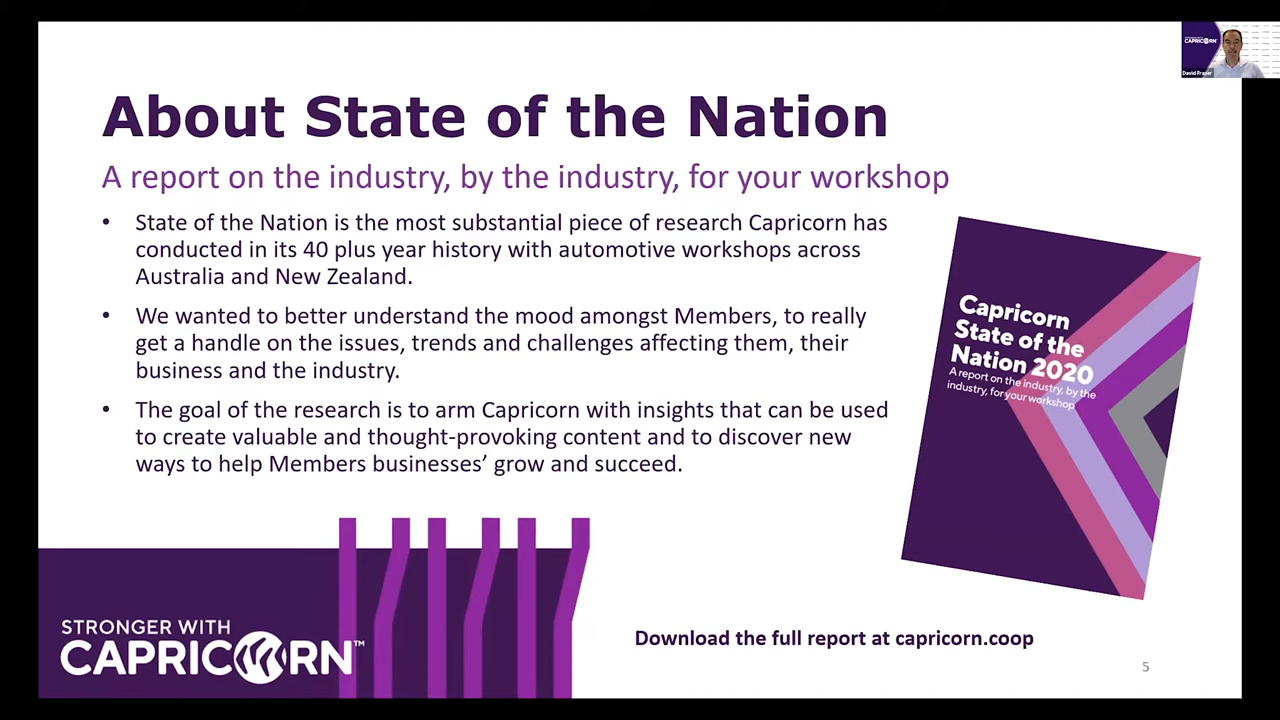 CAPRICORN
David Fraser
About State of the Nation
A report on the industry, by the industry, for your workshop
• State of the Nation is the most substantial piece of research Capricorn has
conducted in its 40 plus year history with automotive workshops across
Australia and New Zealand.
• We wanted to better understand the mood amongst Members, to really
get a handle on the issues, trends and challenges affecting them, their
business and the industry.
• The goal of the research is to arm Capricorn with insights that can be used
to create valuable and thought-provoking content and to discover new
ways to help Members businesses’ grow and succeed.
Capricorn
State of the
Nation 2020
A report on the industry, by the
industry, for your workshop
STRONGER WITH
CAPRICORN™
Download the full report at capricorn.coop
5